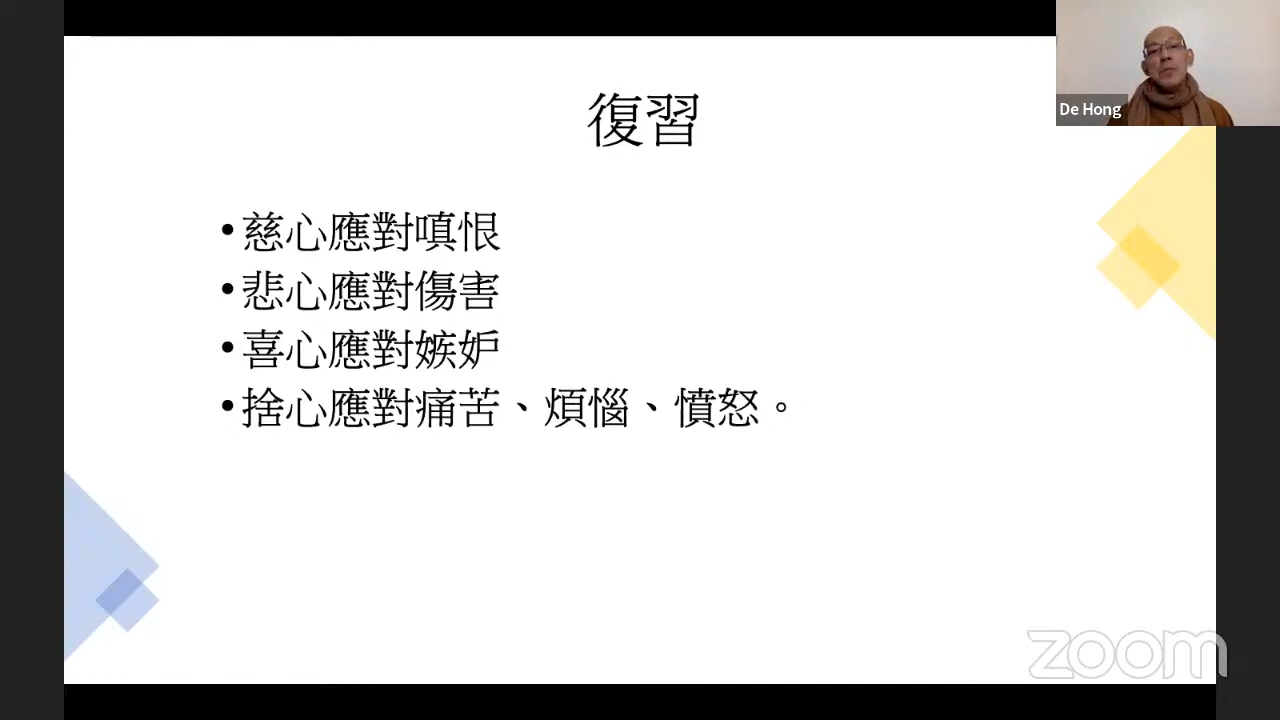 復習
•慈心應對嗔恨
•悲心應對傷害
•喜心應對嫉妒
•捨心應對痛苦、煩惱、憤怒。
De Hong
zoom